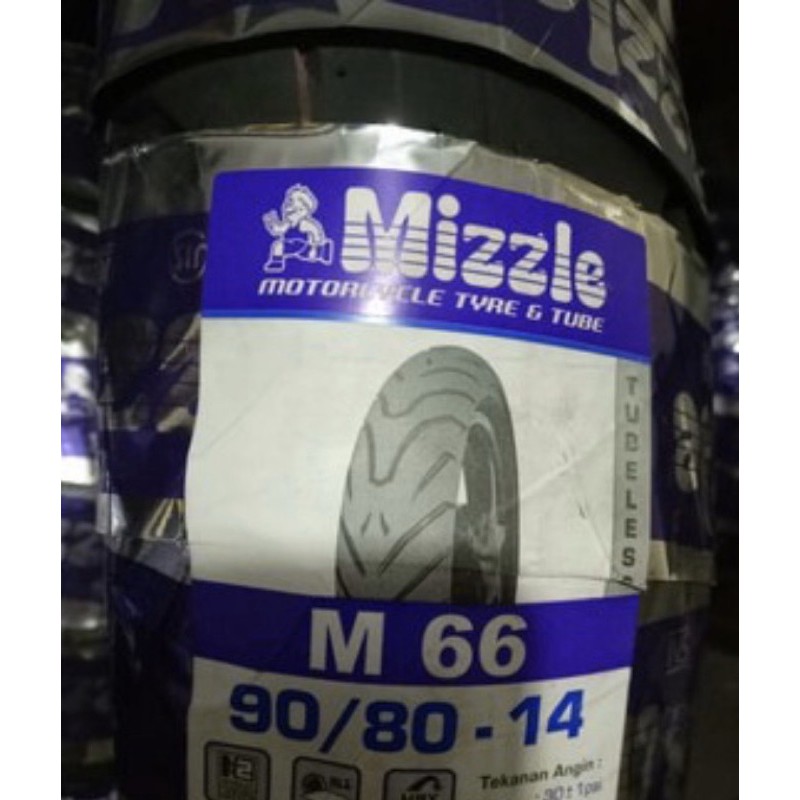 Mizzle
MOTORCYCLE TYRE & TUBE
TUBELESS
M 66
90/80 - 14
Tekanan Angin :